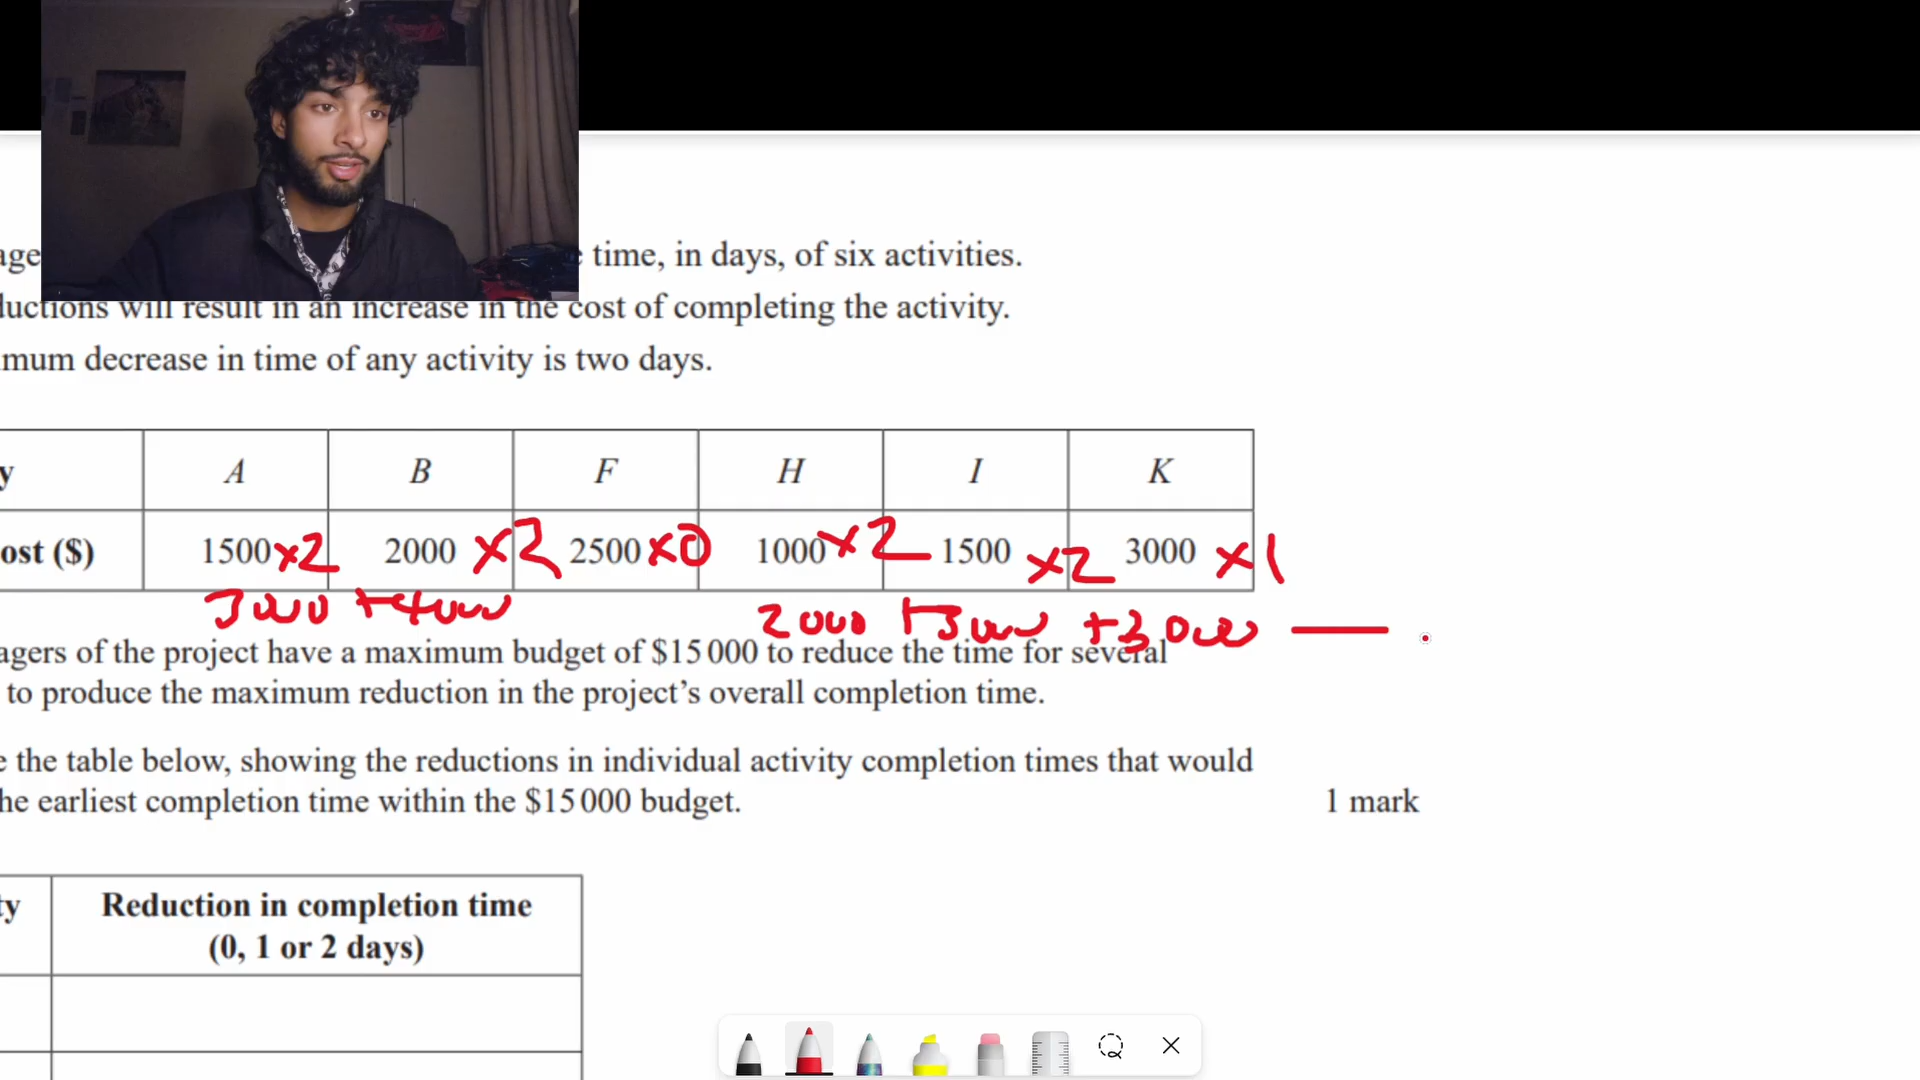 age time, in days, of six activities.
ductions will result in an increase in the cost of completing the activity.
mum decrease in time of any activity is two days.
y A B F H I K
ost ($) 1500 ×2 2000 ×2 2500 ×0 1000 ×2 1500 ×2 3000 ×1
3000 +4000 2000 +3000 +3000 —
agers of the project have a maximum budget of $15 000 to reduce the time for several
to produce the maximum reduction in the project's overall completion time.
e the table below, showing the reductions in individual activity completion times that would
he earliest completion time within the $15 000 budget. 1 mark
ty Reduction in completion time
(0, 1 or 2 days)